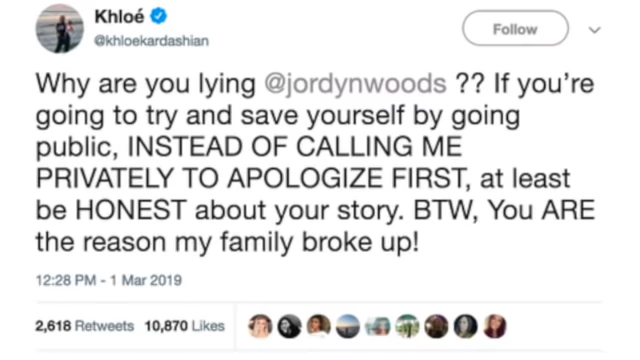 Khloé
@khloekardashian
Follow
Why are you lying @jordynwoods ?? If you're
going to try and save yourself by going
public, INSTEAD OF CALLING ME
PRIVATELY TO APOLOGIZE FIRST, at least
be HONEST about your story. BTW, You ARE
the reason my family broke up!
12:28 PM - 1 Mar 2019
2,618 Retweets 10,870 Likes